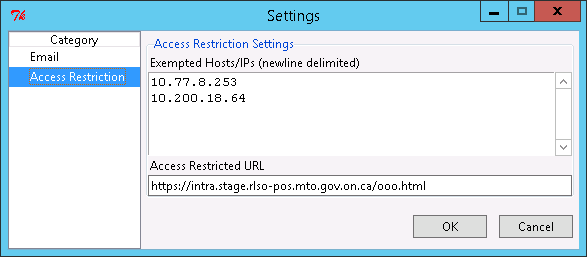 Settings
Category
Email
Access Restriction
Access Restriction Settings
Exempted Hosts/IPs (newline delimited)
10.77.8.253
10.200.18.64
Access Restricted URL
https://intra.stage.rlso-pos.mto.gov.on.ca/ooo.html
OK
Cancel